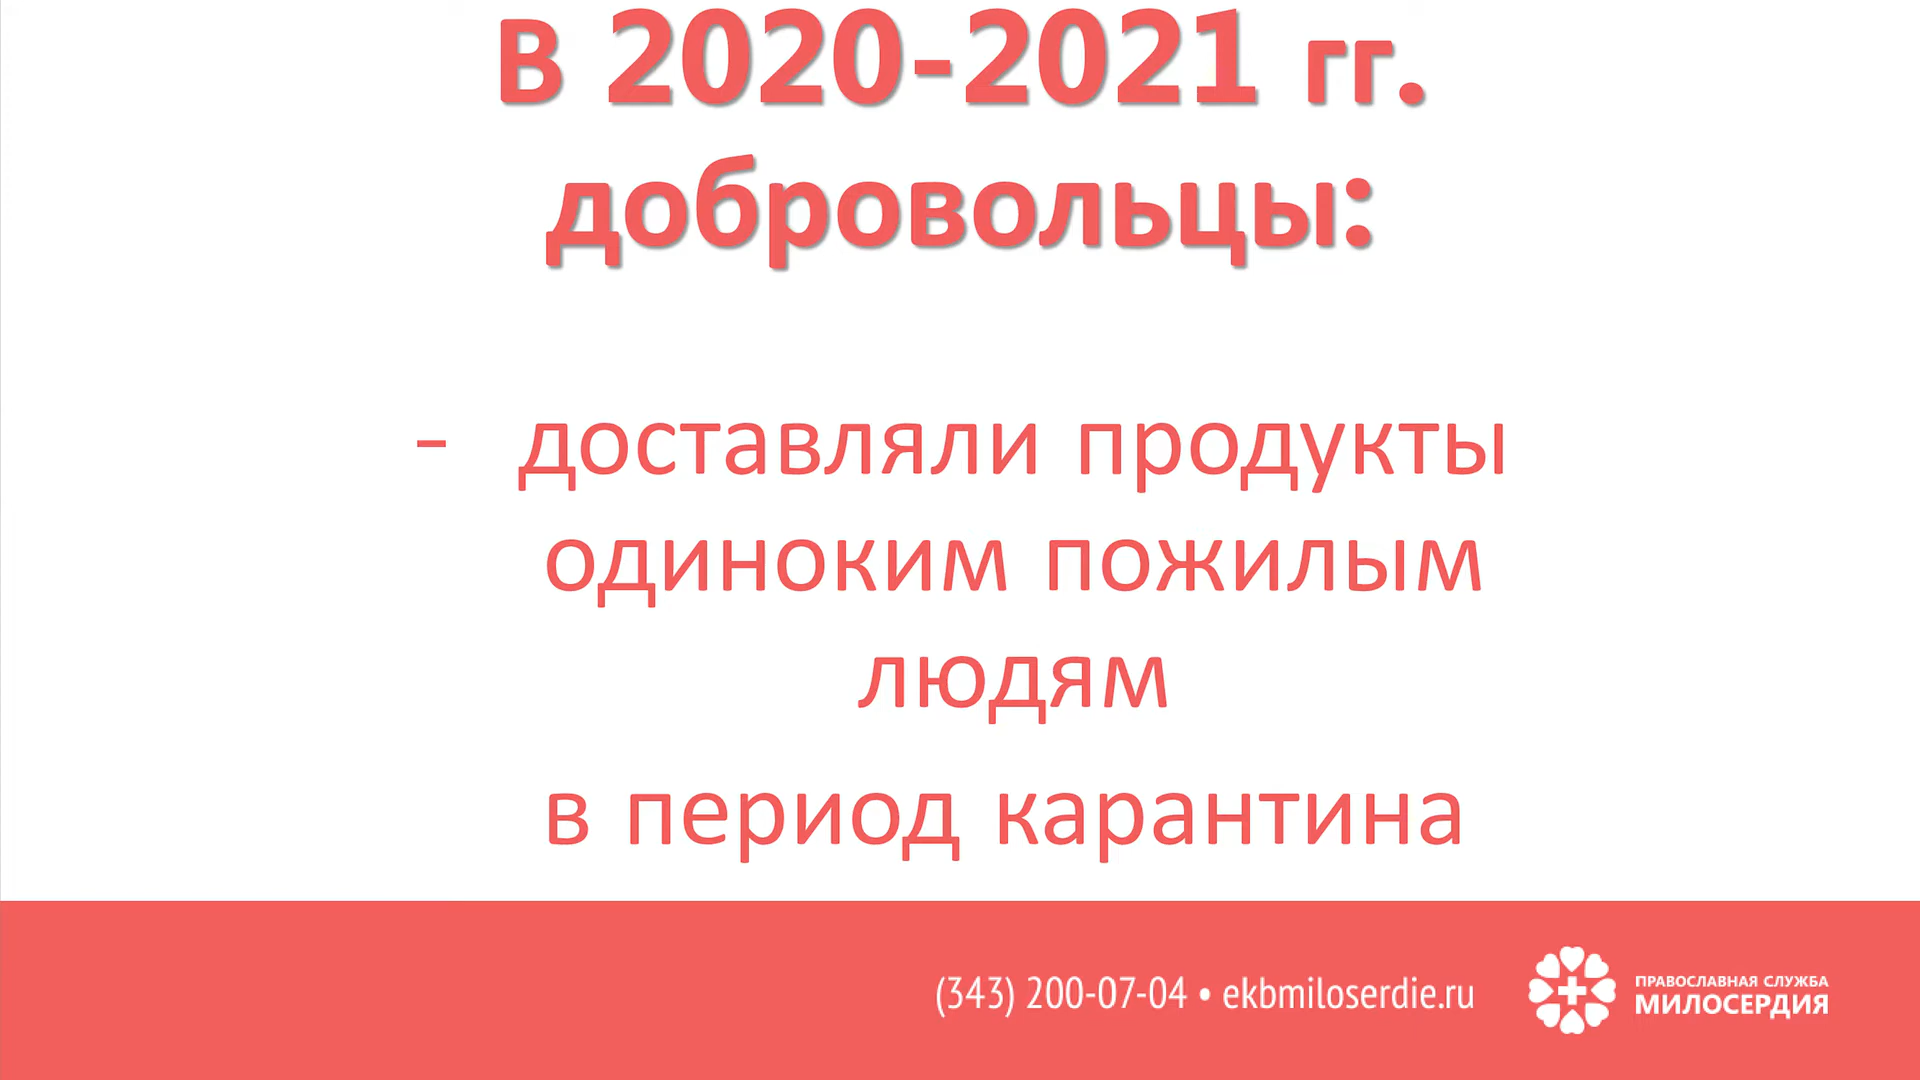 В 2020-2021 гг.
добровольцы:
- доставляли продукты
одиноким пожилым
людям
в период карантина
(343) 200-07-04 • ekbmiloserdie.ru
ПРАВОСЛАВНАЯ СЛУЖБА
МИЛОСЕРДИЯ